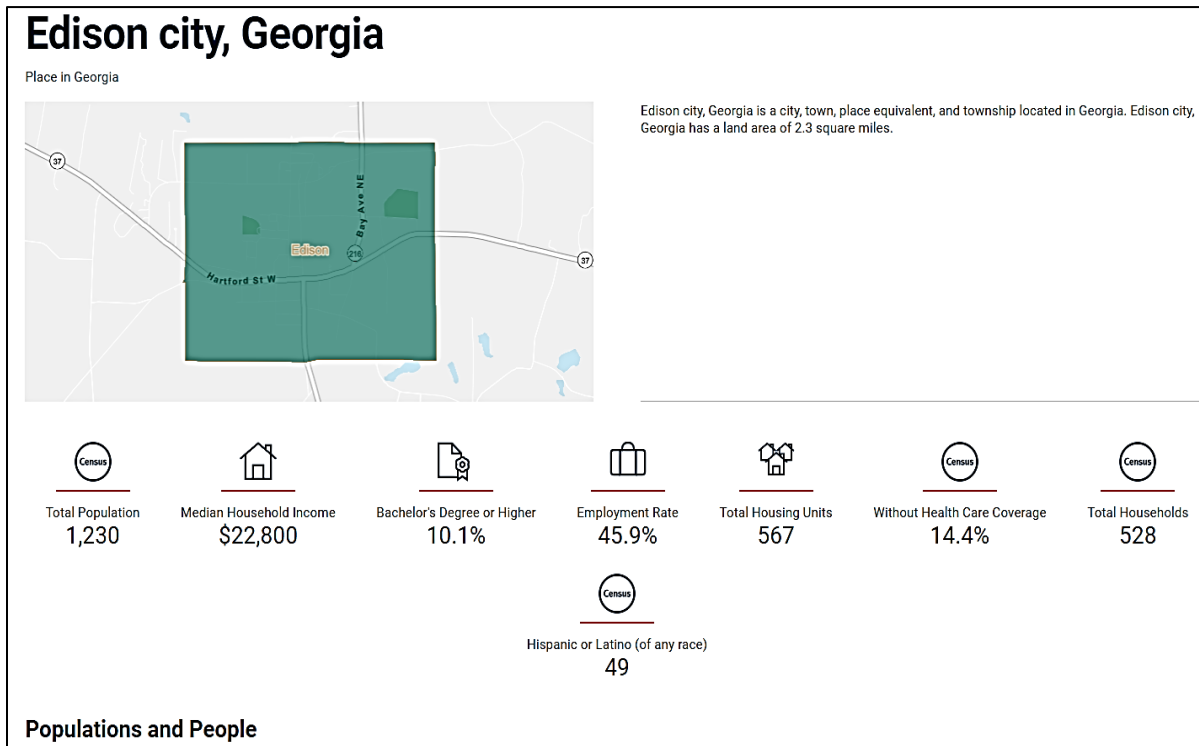 Edison city, Georgia
Place in Georgia
Edison city, Georgia is a city, town, place equivalent, and township located in Georgia. Edison city,
Georgia has a land area of 2.3 square miles.
37
Bay Ave NE
Edison
216
37
Hartford St W
Census
Census
Census
Total Population
Median Household Income
Bachelor's Degree or Higher
Employment Rate
Total Housing Units
Without Health Care Coverage
Total Households
1,230
$22,800
10.1%
45.9%
567
14.4%
528
Census
Hispanic or Latino (of any race)
49
Populations and People